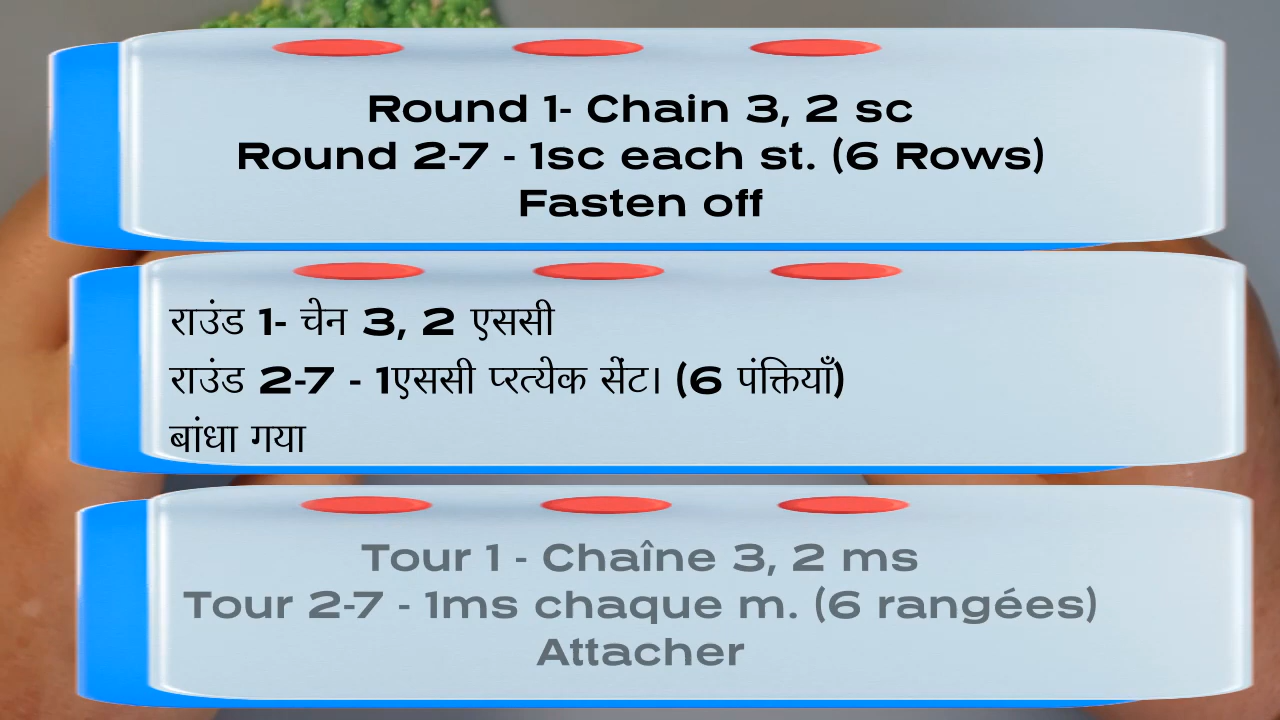 Round 1- Chain 3, 2 sc
Round 2-7 - 1sc each st. (6 Rows)
Fasten off
राउंड 1- चेन 3, 2 एससी
राउंड 2-7 - 1एससी प्रत्येक सेंट। (6 पंक्तियाँ)
बांधा गया
Tour 1 - Chaîne 3, 2 ms
Tour 2-7 - 1ms chaque m. (6 rangées)
Attacher